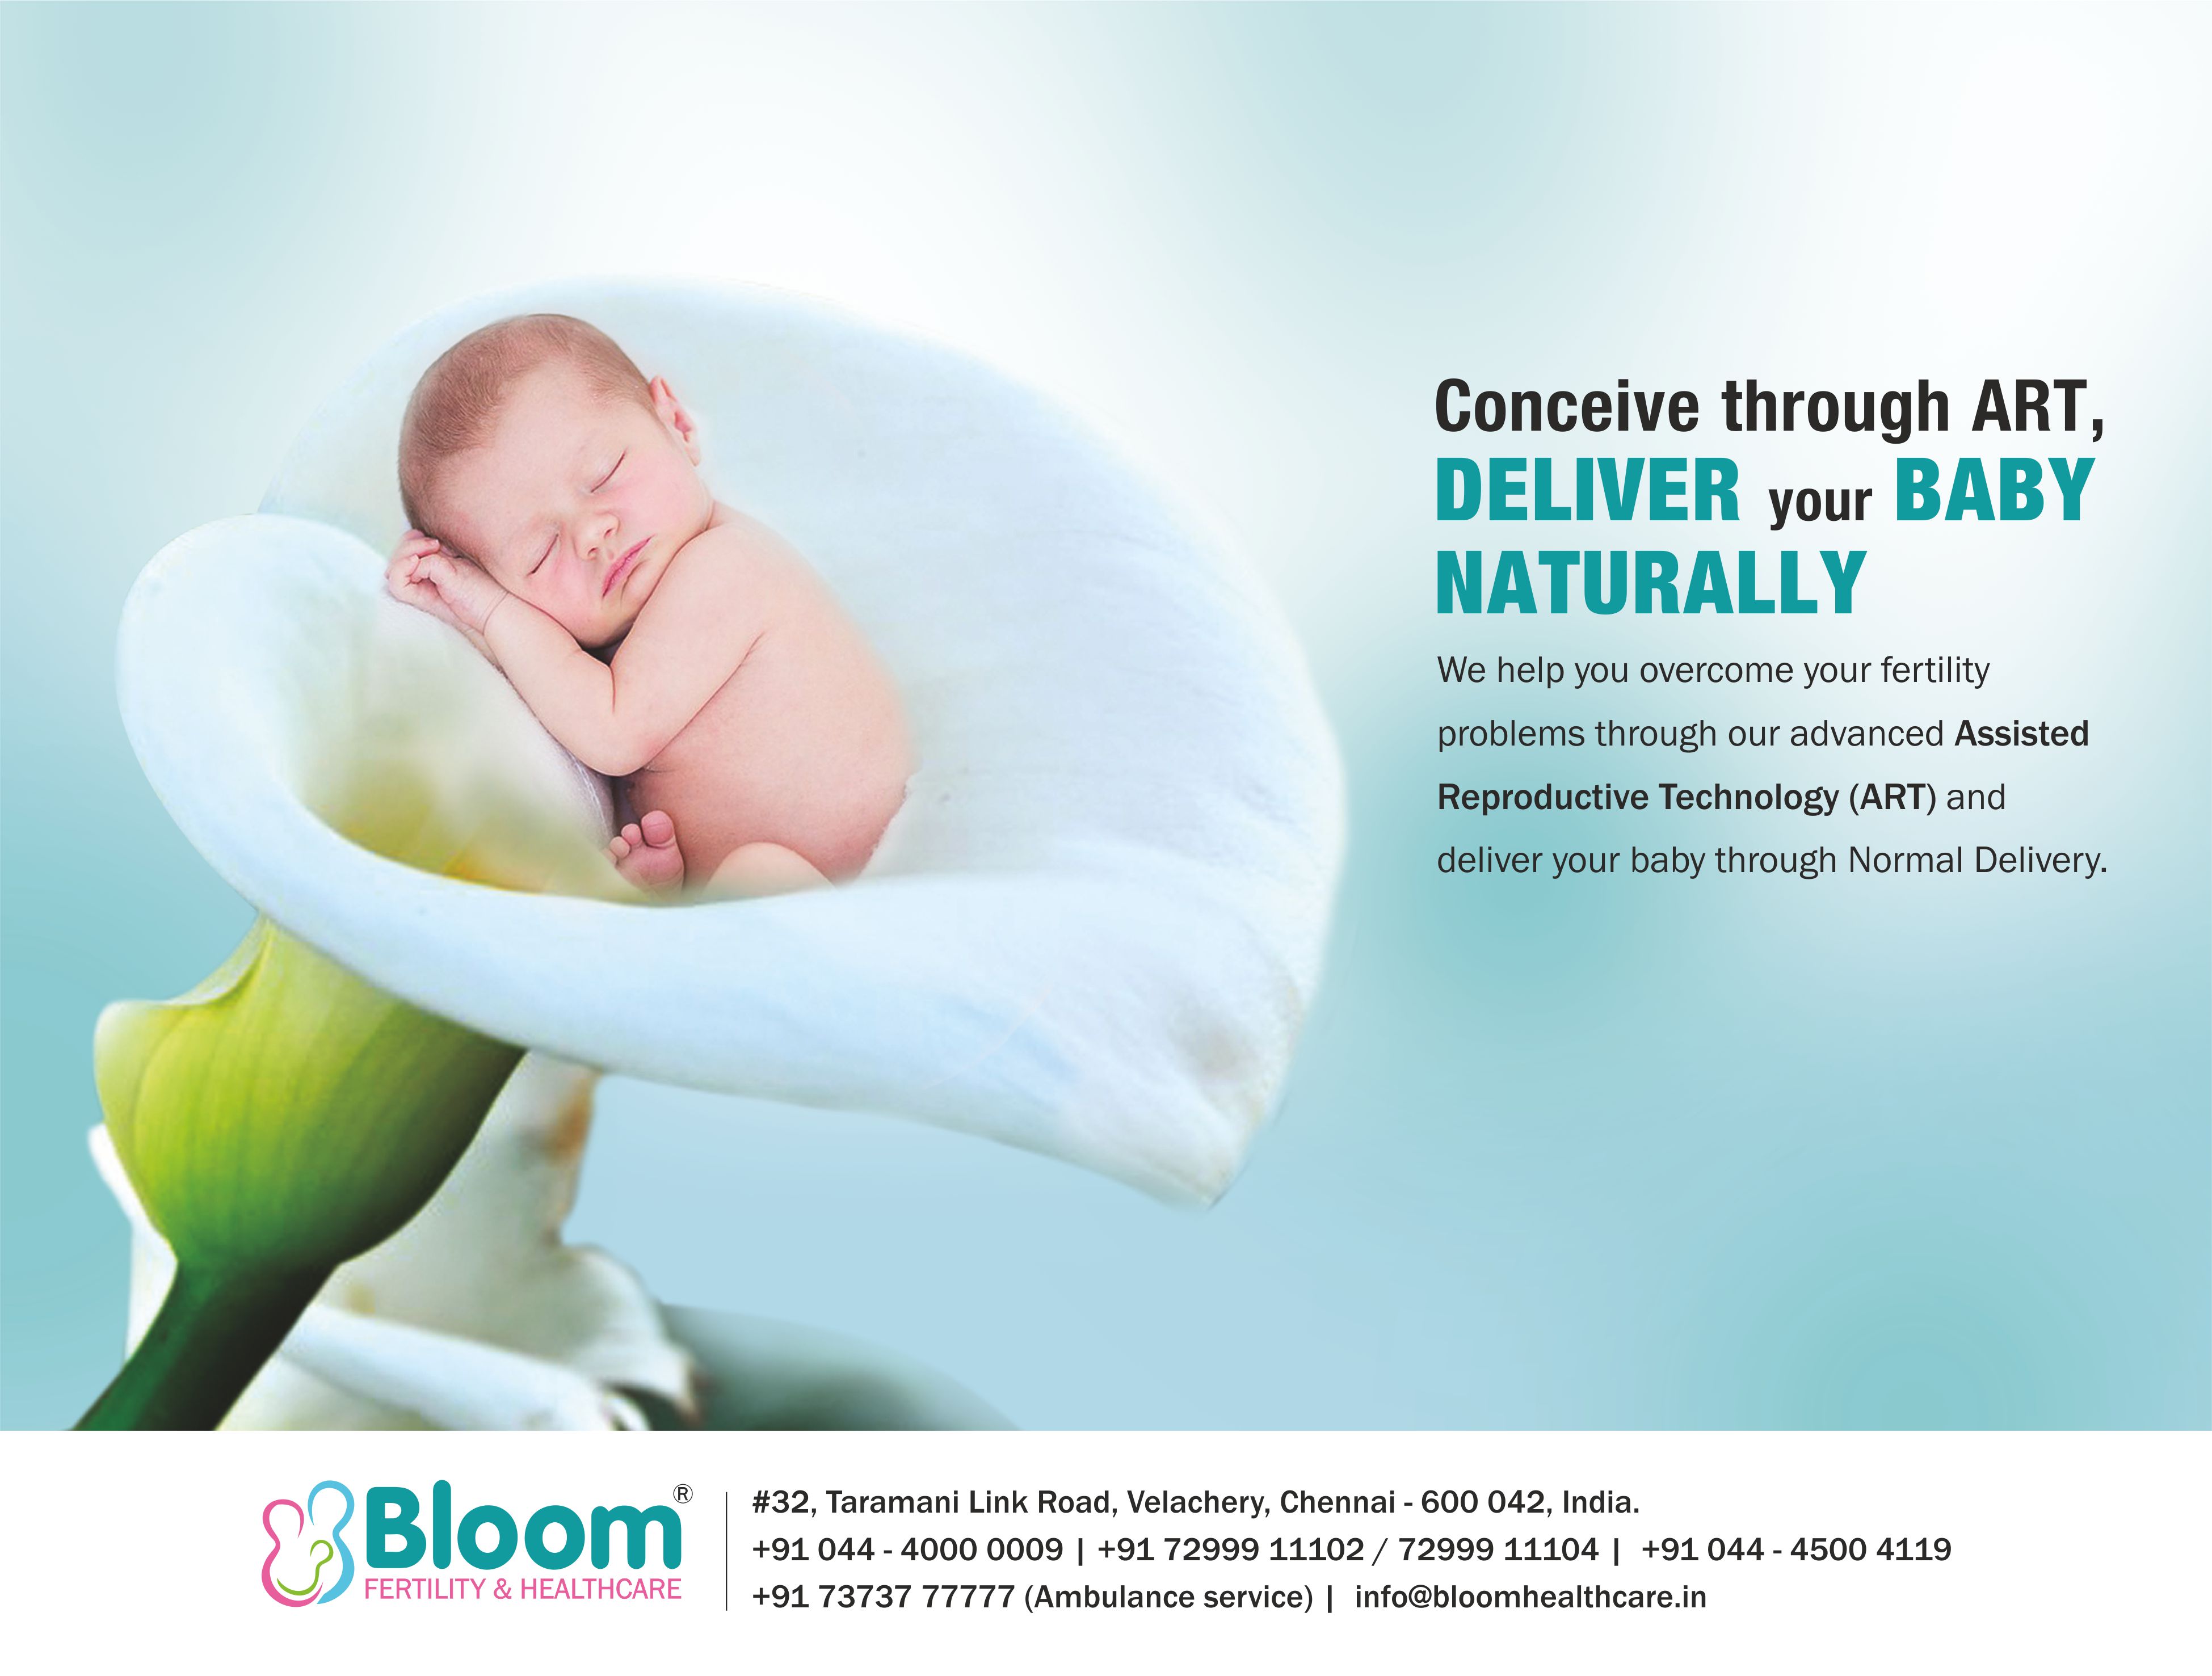 Conceive through ART,
DELIVER your BABY
NATURALLY
We help you overcome your fertility
problems through our advanced Assisted
Reproductive Technology (ART) and
deliver your baby through Normal Delivery.
Bloom®
FERTILITY & HEALTHCARE
#32, Taramani Link Road, Velachery, Chennai - 600 042, India.
+91 044 - 4000 0009 | +91 72999 11102 / 72999 11104 | +91 044 - 4500 4119
+91 73737 77777 (Ambulance service) | info@bloomhealthcare.in